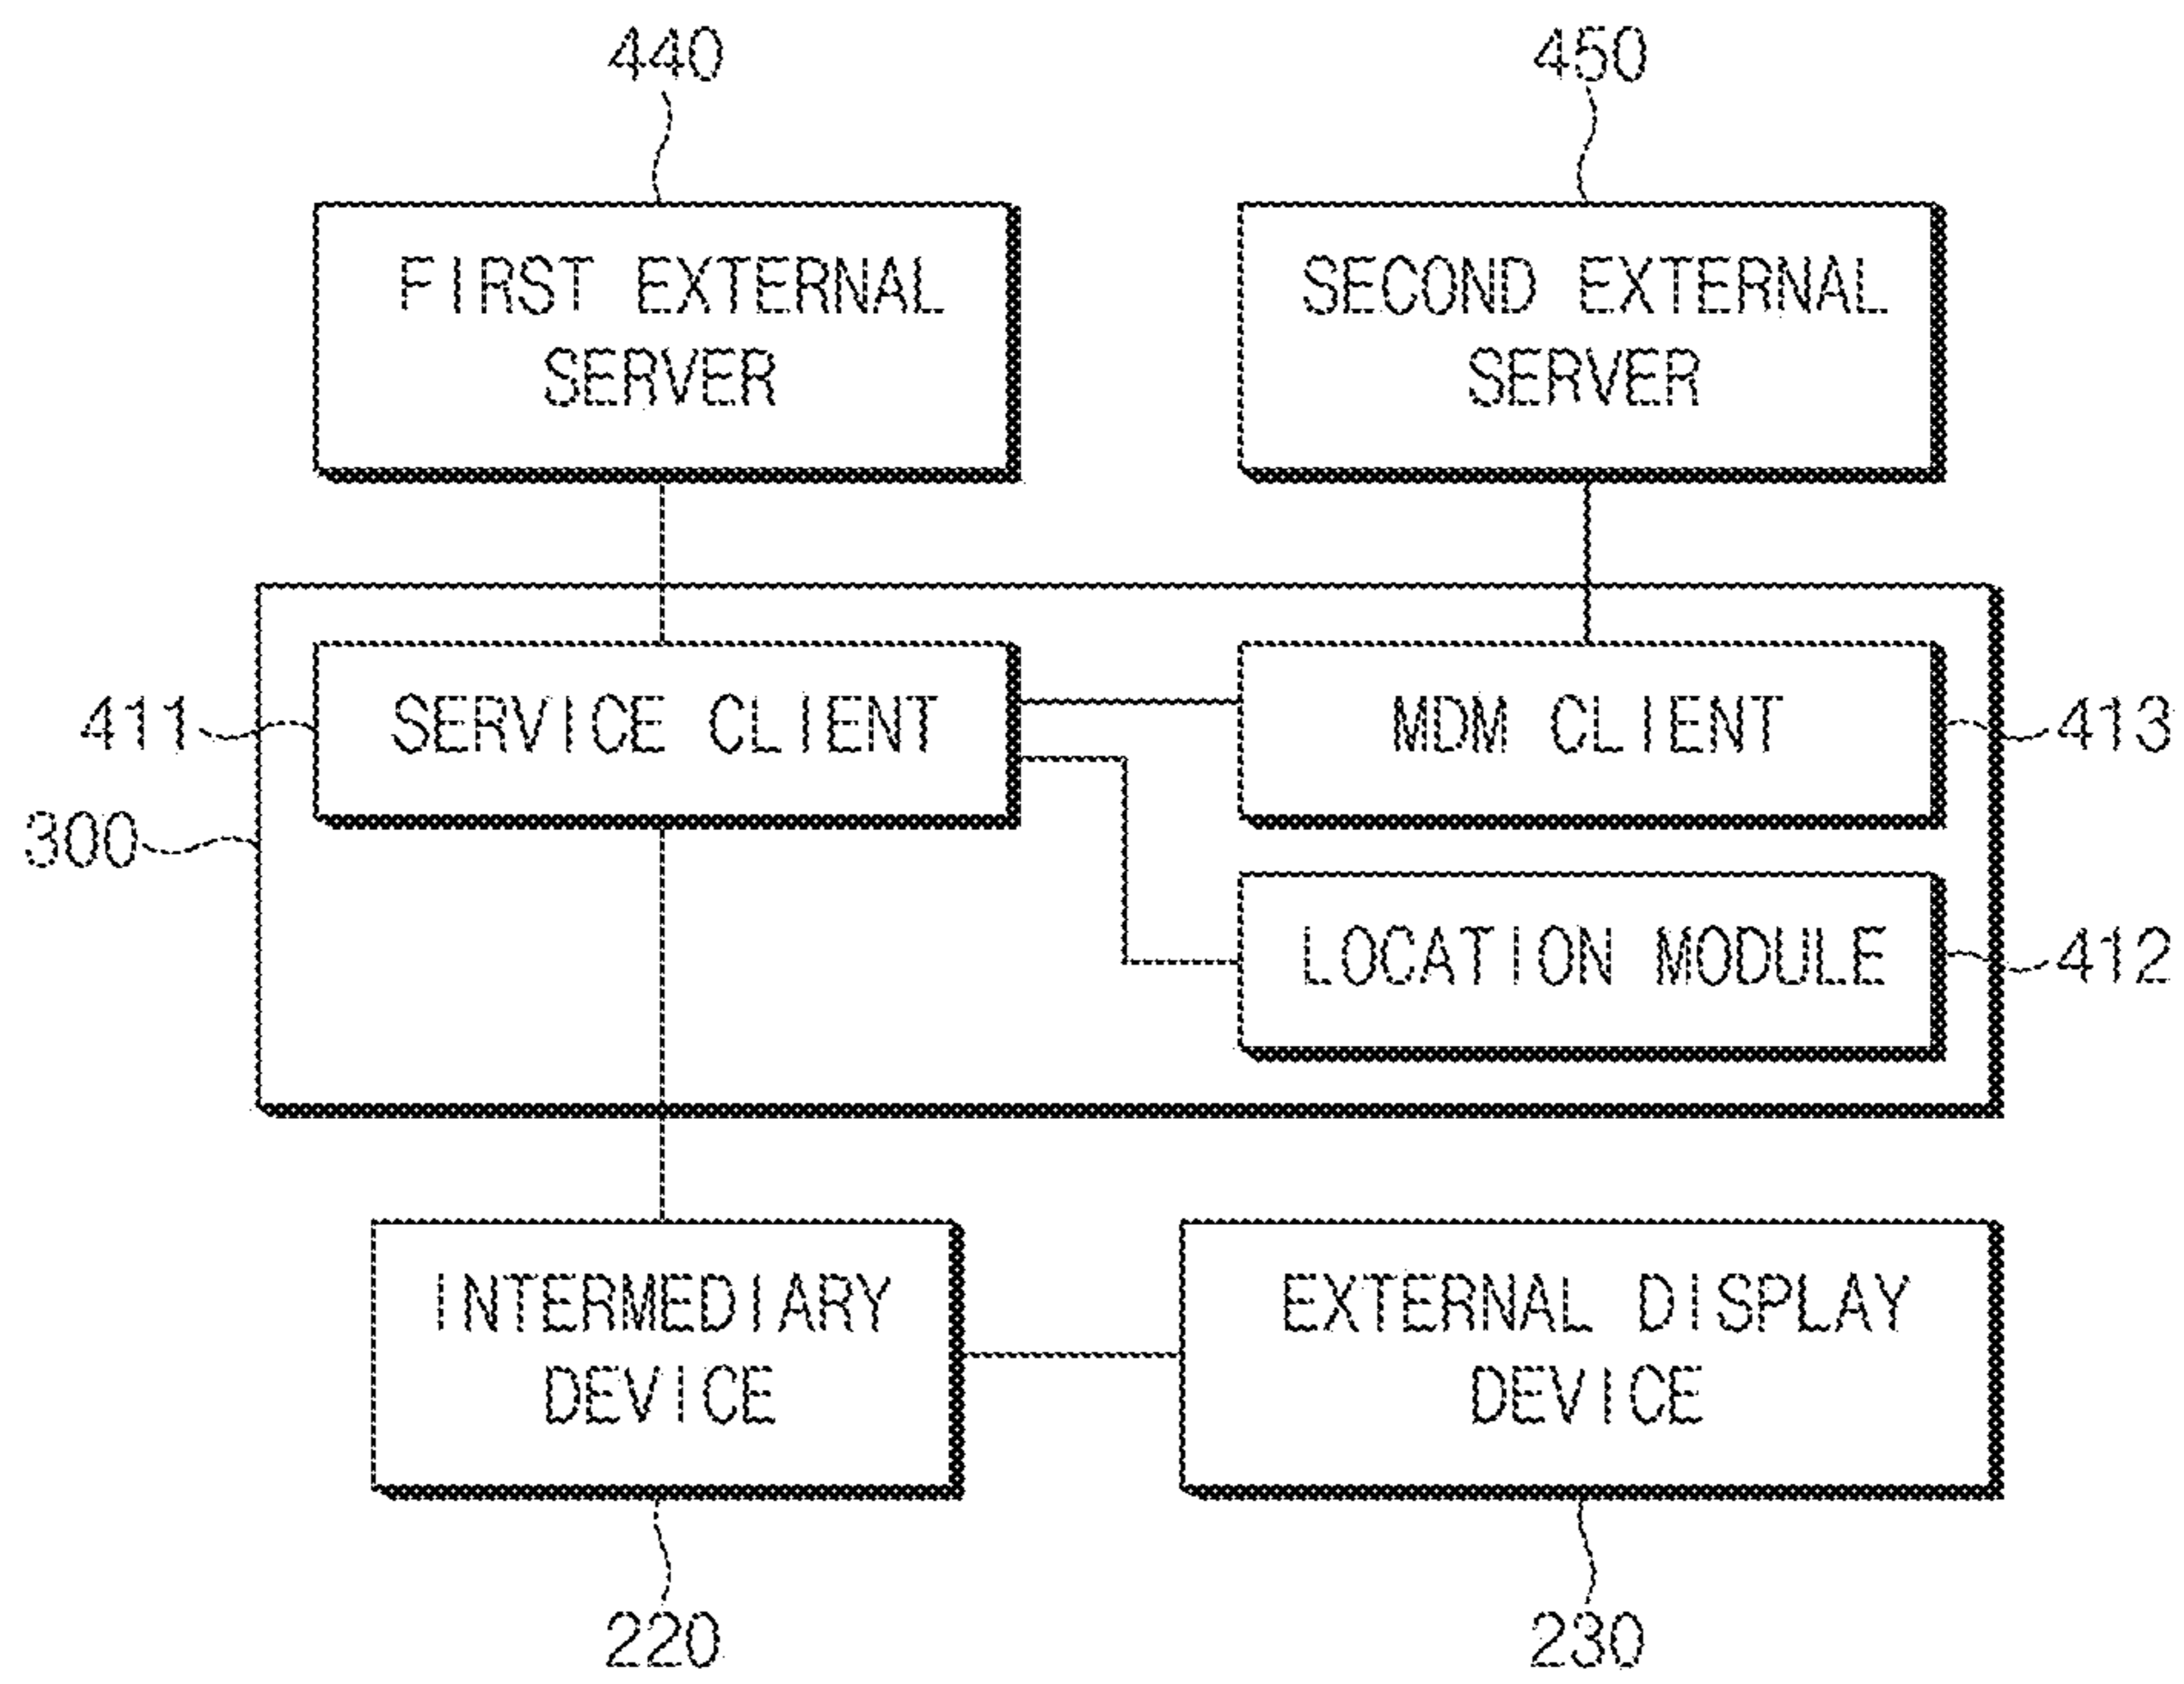 440
450
FIRST EXTERNAL
SERVER
SECOND EXTERNAL
SERVER
411
SERVICE CLIENT
MDM CLIENT
413
300
LOCATION MODULE
412
INTERMEDIARY
DEVICE
EXTERNAL DISPLAY
DEVICE
220
230